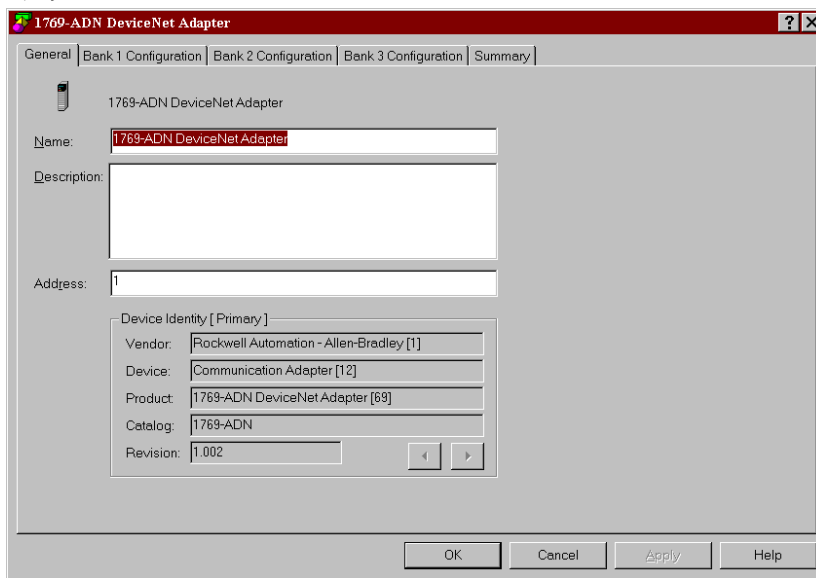 1769-ADN DeviceNet Adapter
General Bank 1 Configuration Bank 2 Configuration Bank 3 Configuration Summary
1769-ADN DeviceNet Adapter
Name: 1769-ADN DeviceNet Adapter
Description:
Address: 1
Device Identity [ Primary ]
Vendor: Rockwell Automation - Allen-Bradley [1]
Device: Communication Adapter [12]
Product: 1769-ADN DeviceNet Adapter [69]
Catalog: 1769-ADN
Revision: 1.002
OK Cancel Apply Help